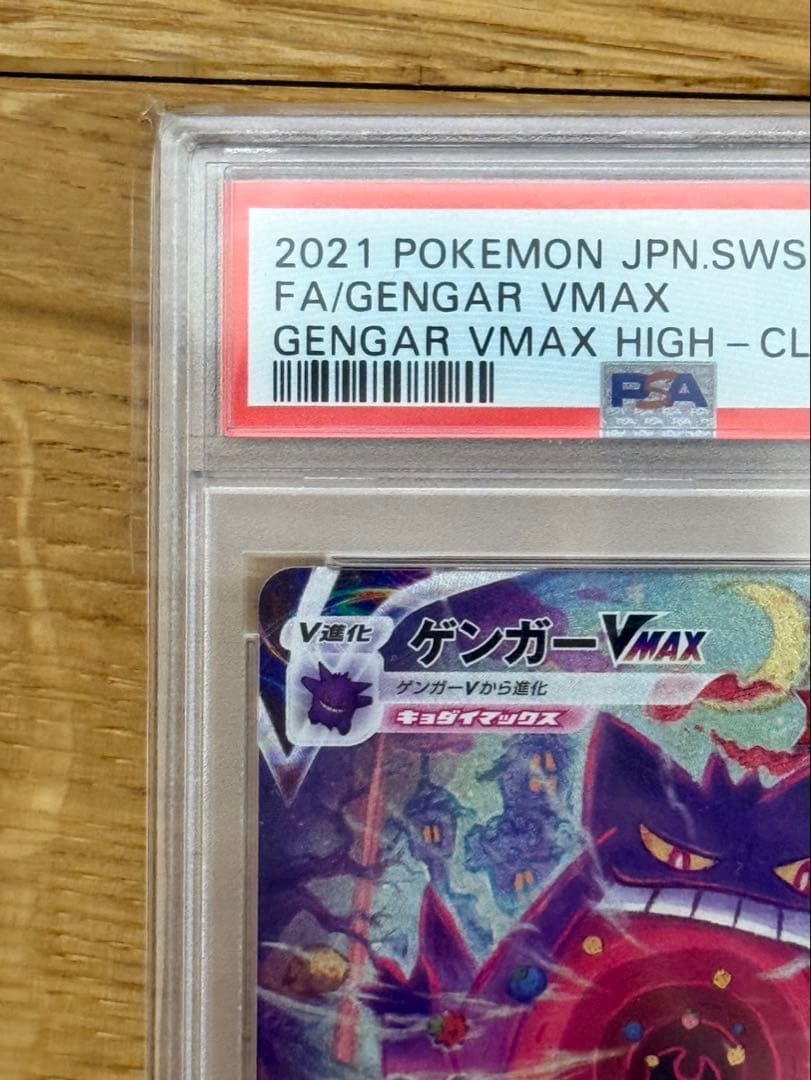 2021 POKEMON JPN.SWS
FA/GENGAR VMAX
GENGAR VMAX HIGH-CL
PSA
V進化
ゲンガーVMAX
ゲンガーVから進化
キョダイマックス